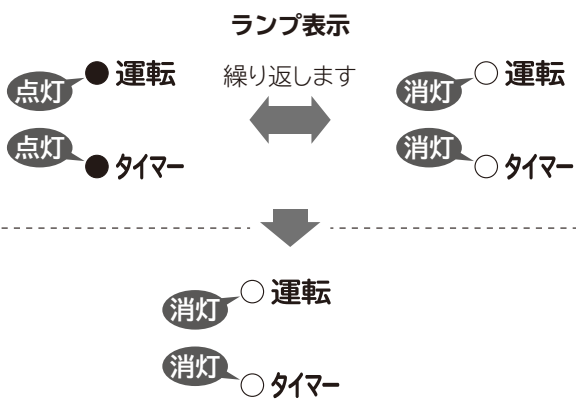 ランプ表示
点灯 運転 繰り返します 消灯 運転
点灯 タイマー 消灯 タイマー
消灯 運転
消灯 タイマー